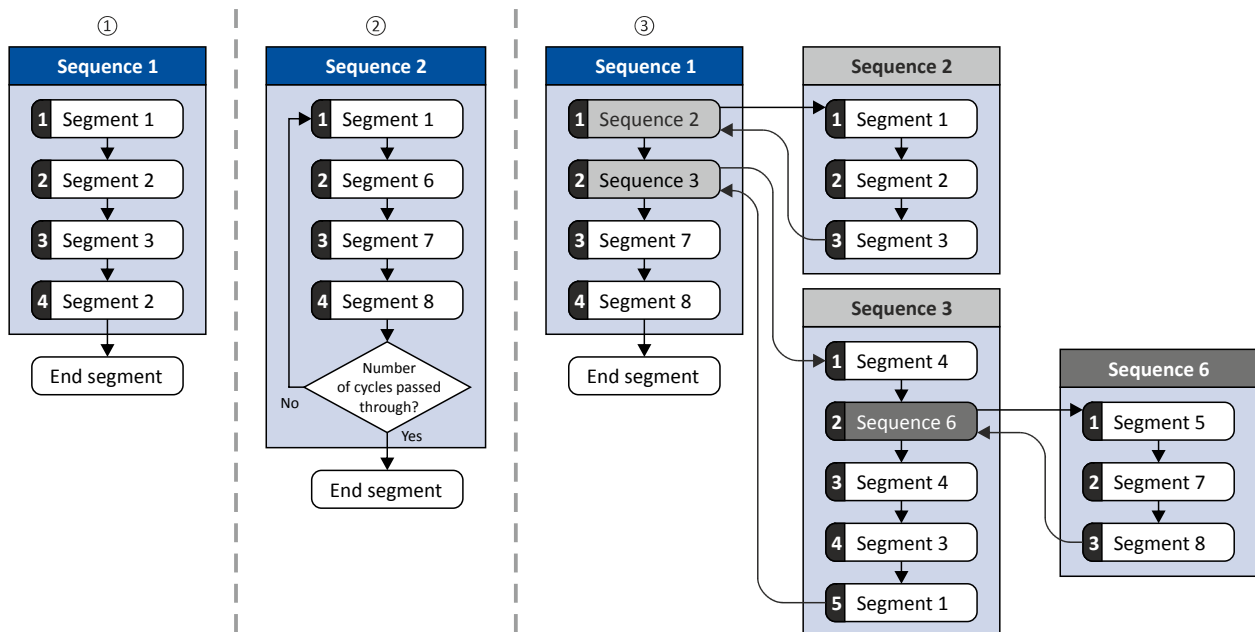 ①
Sequence 1
1 Segment 1
2 Segment 2
3 Segment 3
4 Segment 2
End segment
②
Sequence 2
1 Segment 1
2 Segment 6
3 Segment 7
4 Segment 8
Number
of cycles passed
through?
No
Yes
End segment
③
Sequence 1
1 Sequence 2
2 Sequence 3
3 Segment 7
4 Segment 8
End segment
Sequence 2
1 Segment 1
2 Segment 2
3 Segment 3
Sequence 3
1 Segment 4
2 Sequence 6
3 Segment 4
4 Segment 3
5 Segment 1
Sequence 6
1 Segment 5
2 Segment 7
3 Segment 8